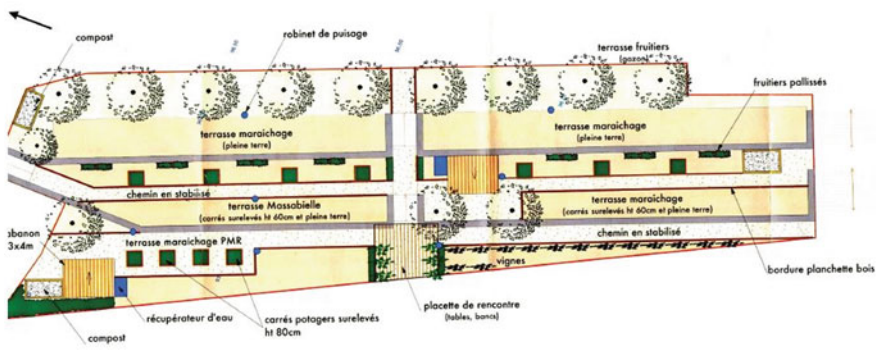 compost
robinet de puisage
terrasse fruitiers
(gazon)
fruitiers pallissés
terrasse maraichage
(pleine terre)
terrasse maraichage
(pleine terre)
chemin en stabilisé
terrasse Massabielle
(carrés surelevés ht 60cm et pleine terre)
terrasse maraichage
(carrés surelevés ht 60cm et pleine terre)
abanon
3x4m
terrasse maraichage PMR
chemin en stabilisé
vignes
bordure planchette bois
récupérateur d'eau
carrés potagers surelevés
ht 80cm
placette de rencontre
(tables, bancs)
compost